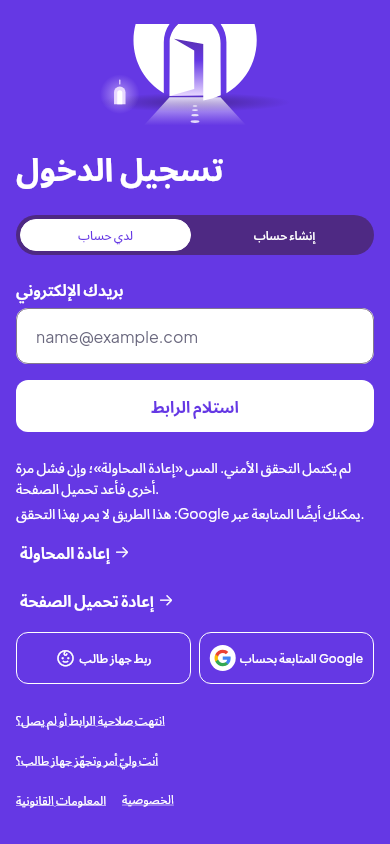 تسجيل الدخول
لدي حساب
إنشاء حساب
بريدك الإلكتروني
name@example.com
استلام الرابط
لم يكتمل التحقق الأمني. المس «إعادة المحاولة»؛ وإن فشل مرة
أخرى فأعد تحميل الصفحة.
يمكنك أيضًا المتابعة عبر Google: هذا الطريق لا يمر بهذا التحقق.
إعادة المحاولة →
إعادة تحميل الصفحة →
ربط جهاز طالب
المتابعة بحساب Google
انتهت صلاحية الرابط أو لم يصل؟
أنت وليّ أمر وتجهّز جهاز طالب؟
المعلومات القانونية
الخصوصية